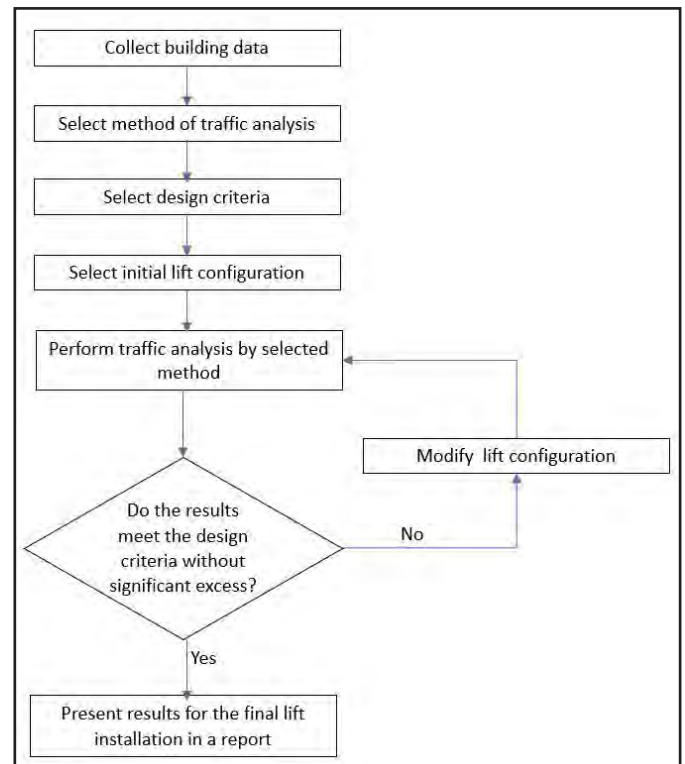 Collect building data
Select method of traffic analysis
Select design criteria
Select initial lift configuration
Perform traffic analysis by selected
method
Modify lift configuration
Do the results
meet the design
criteria without
significant excess?
No
Yes
Present results for the final lift
installation in a report